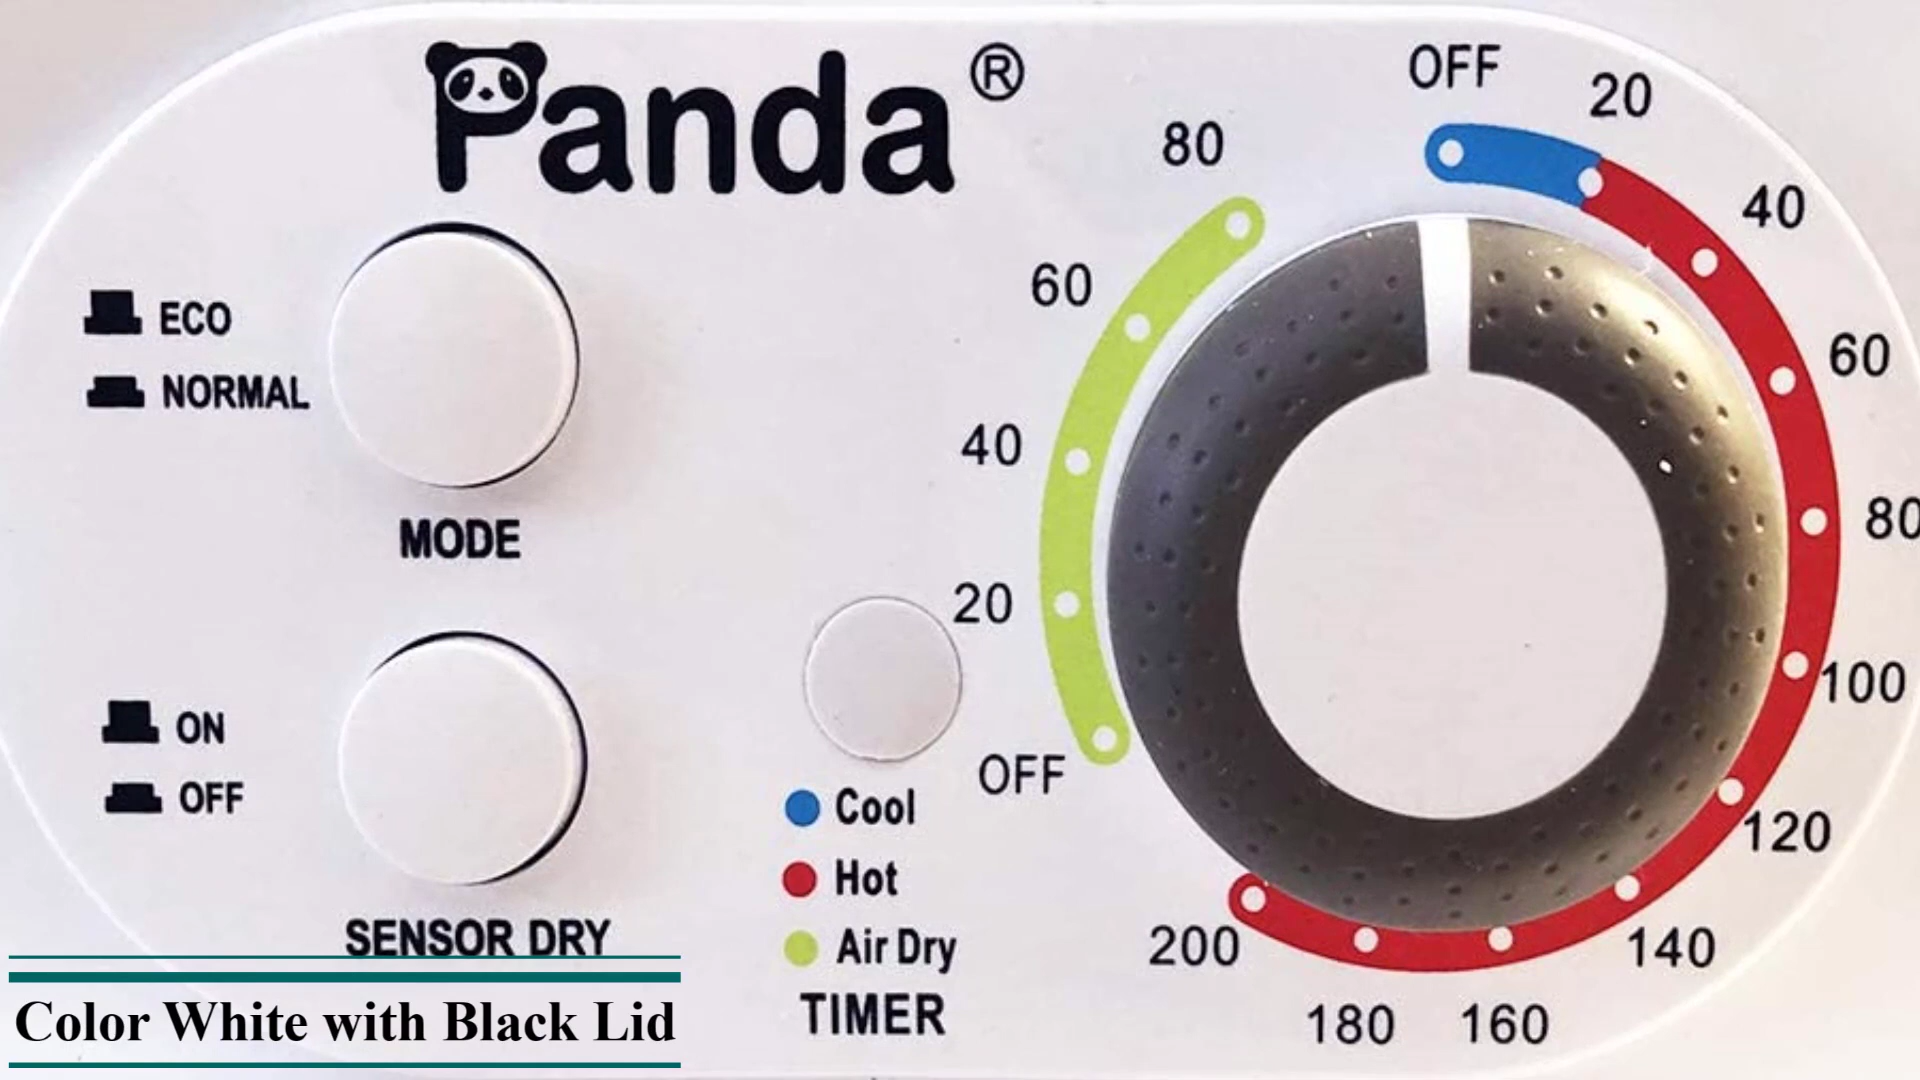 Panda®
ECO
NORMAL
MODE
ON
OFF
SENSOR DRY
Cool
Hot
Air Dry
TIMER
OFF
20
40
60
80
100
120
140
160
180
200
OFF
20
40
60
80
Color White with Black Lid